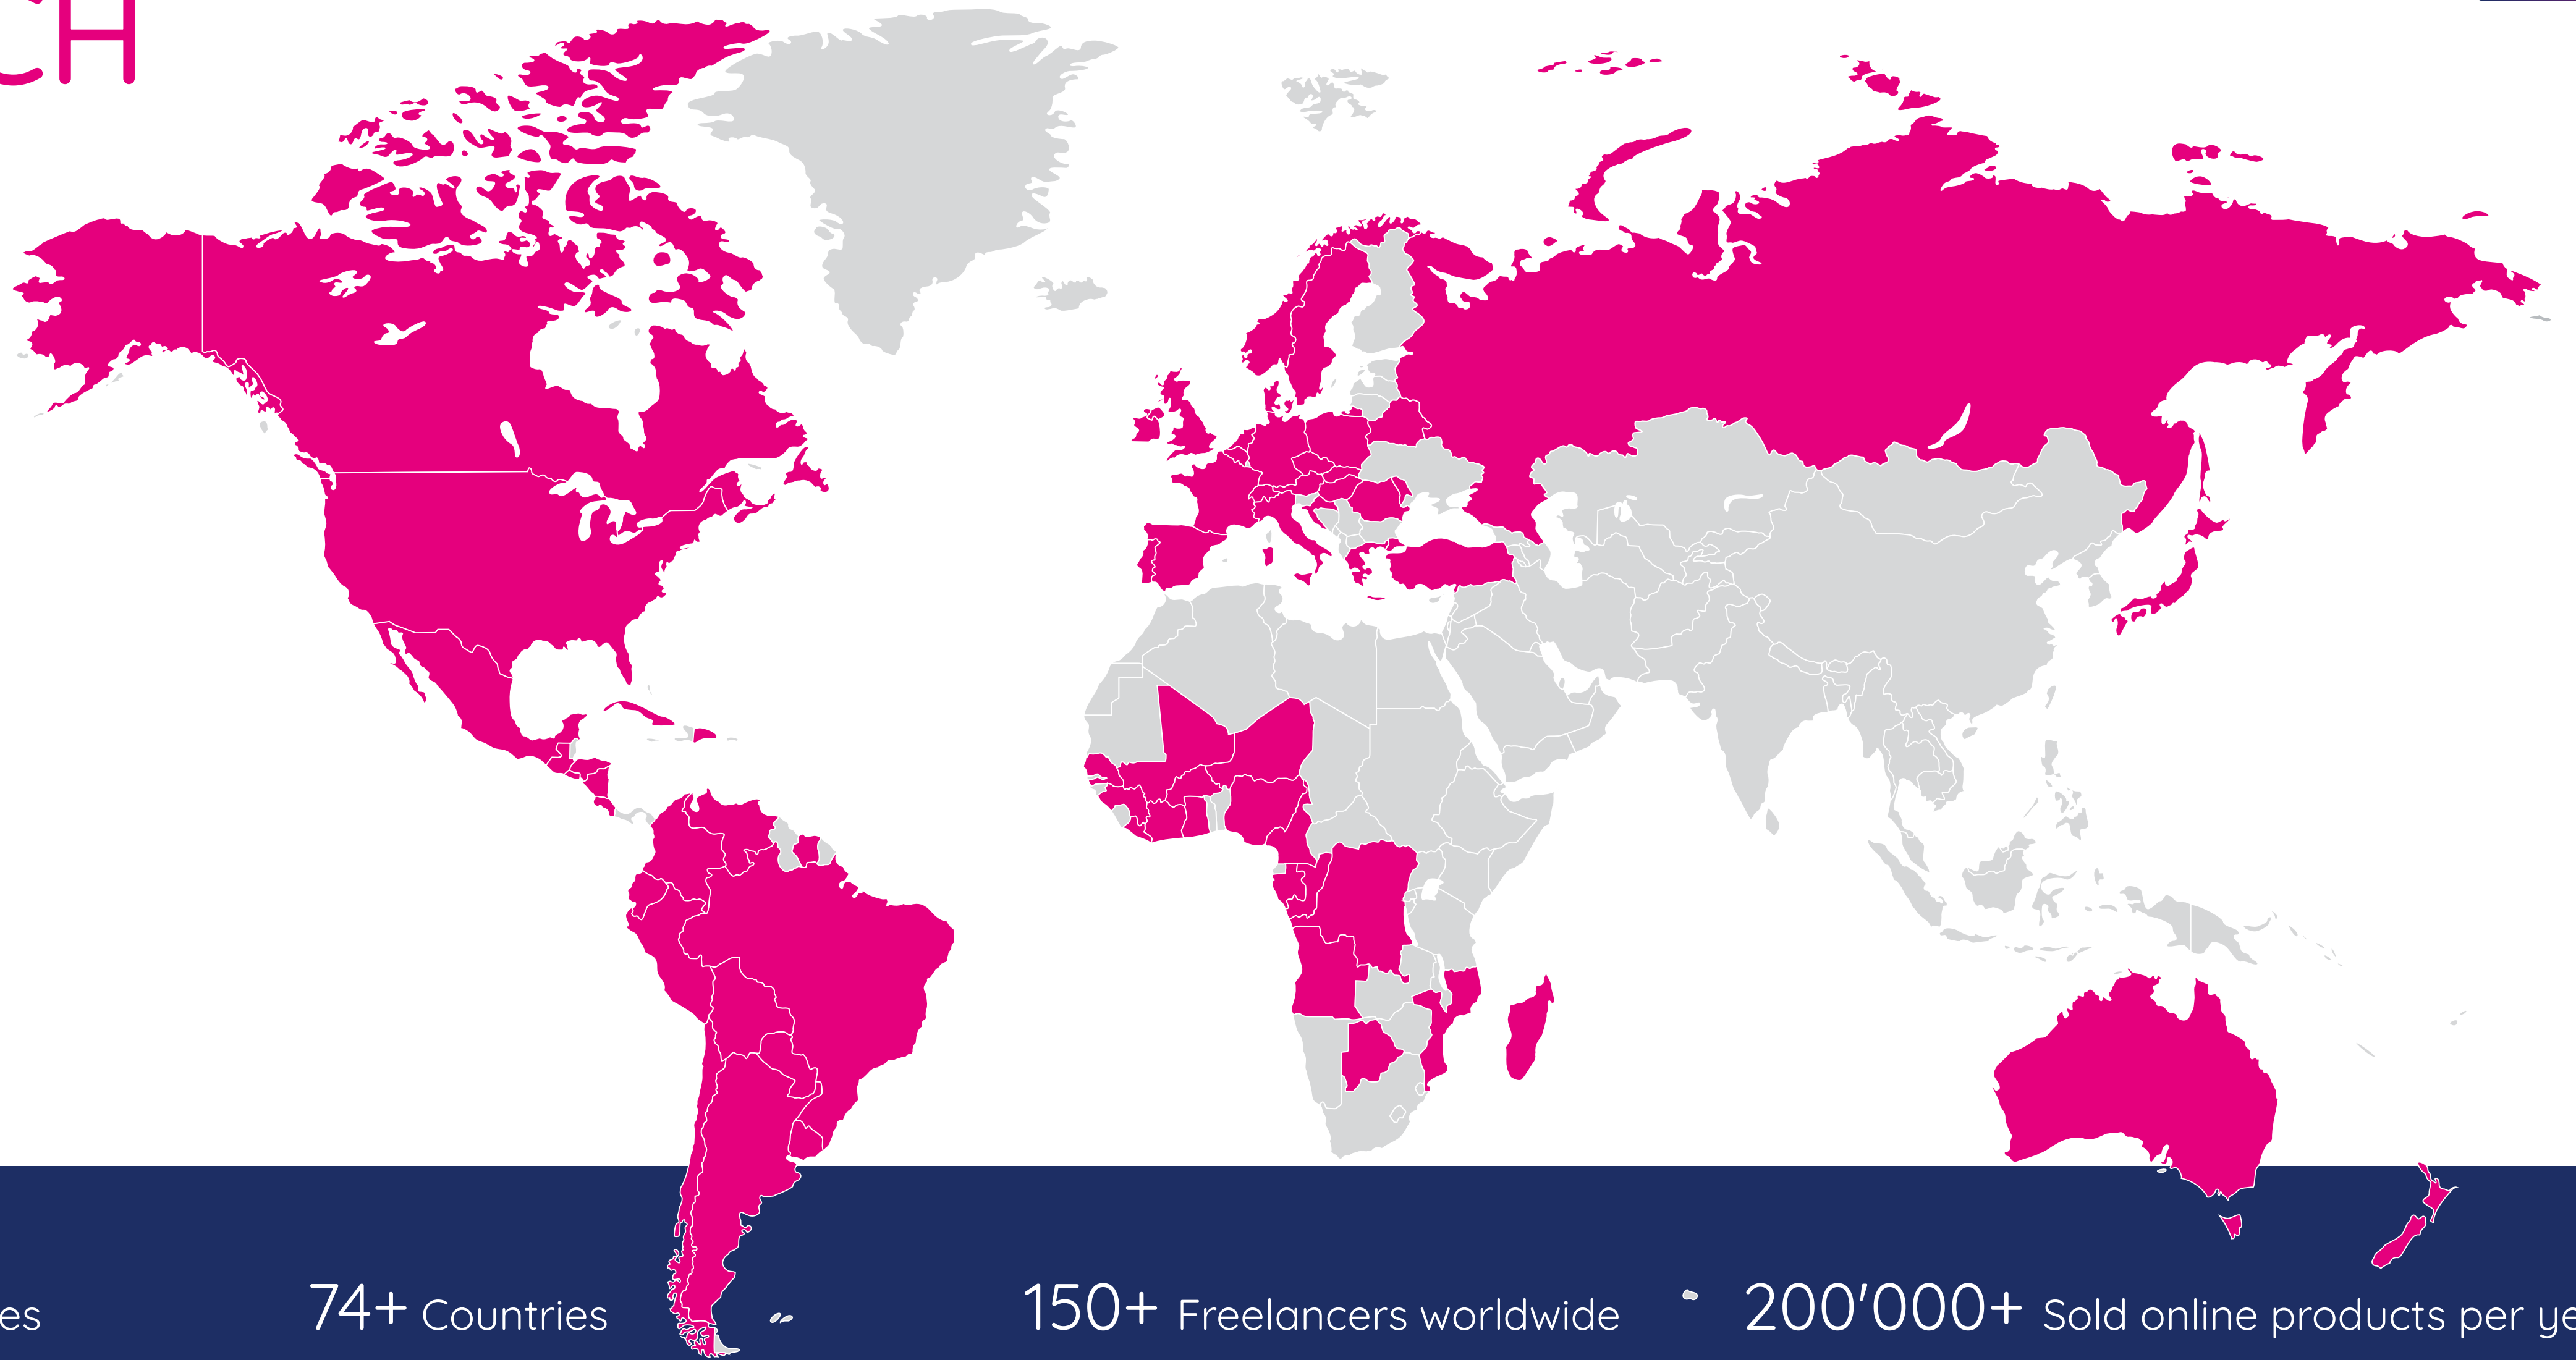 CH
es
74+ Countries
150+ Freelancers worldwide
200'000+ Sold online products per ye